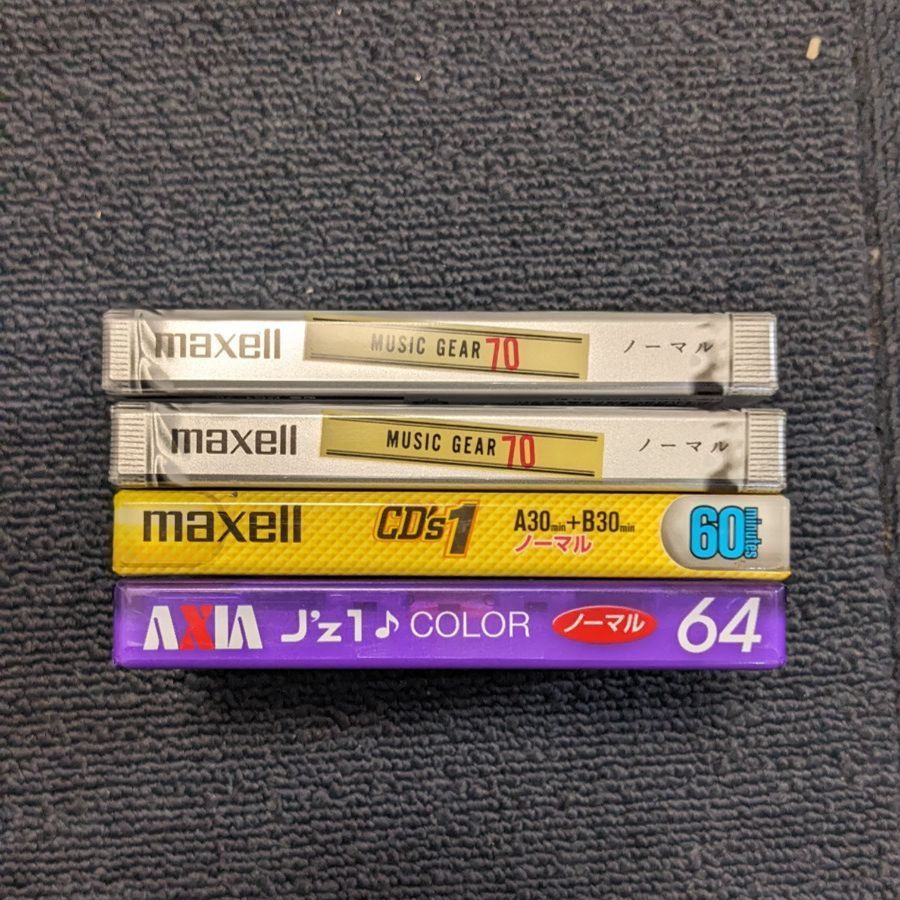 maxell MUSIC GEAR 70 ノーマル
maxell MUSIC GEAR 70 ノーマル
maxell CD's1 A30min+B30min 60 minutes
ノーマル
AXIA J'z1♪ COLOR ノーマル 64